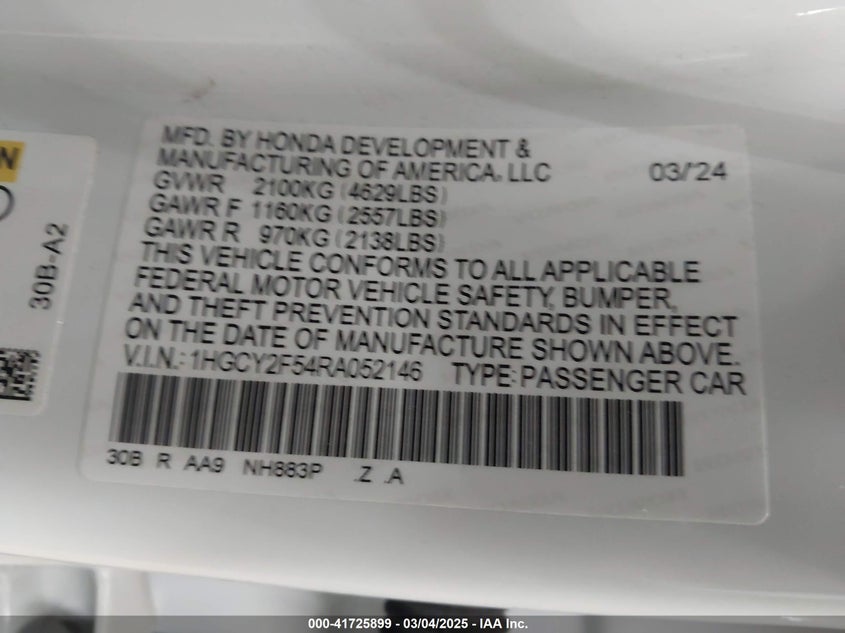 MFD. BY HONDA DEVELOPMENT &
MANUFACTURING OF AMERICA, LLC 03/'24
GVWR 2100KG (4629LBS)
GAWR F 1160KG (2557LBS)
GAWR R 970KG (2138LBS)
THIS VEHICLE CONFORMS TO ALL APPLICABLE
FEDERAL MOTOR VEHICLE SAFETY, BUMPER,
AND THEFT PREVENTION STANDARDS IN EFFECT
ON THE DATE OF MANUFACTURE SHOWN ABOVE.
V.I.N.: 1HGCY2F54RA052146 TYPE: PASSENGER CAR
30B R AA9 NH883P .Z .A
30B-A2
000-41725899 - 03/04/2025 - IAA Inc.